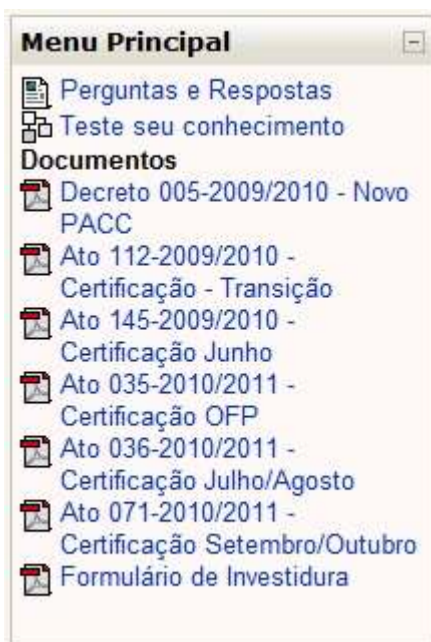 Menu Principal
Perguntas e Respostas
Teste seu conhecimento
Documentos
Decreto 005-2009/2010 - Novo
PACC
Ato 112-2009/2010 -
Certificação - Transição
Ato 145-2009/2010 -
Certificação Junho
Ato 035-2010/2011 -
Certificação OFP
Ato 036-2010/2011 -
Certificação Julho/Agosto
Ato 071-2010/2011 -
Certificação Setembro/Outubro
Formulário de Investidura